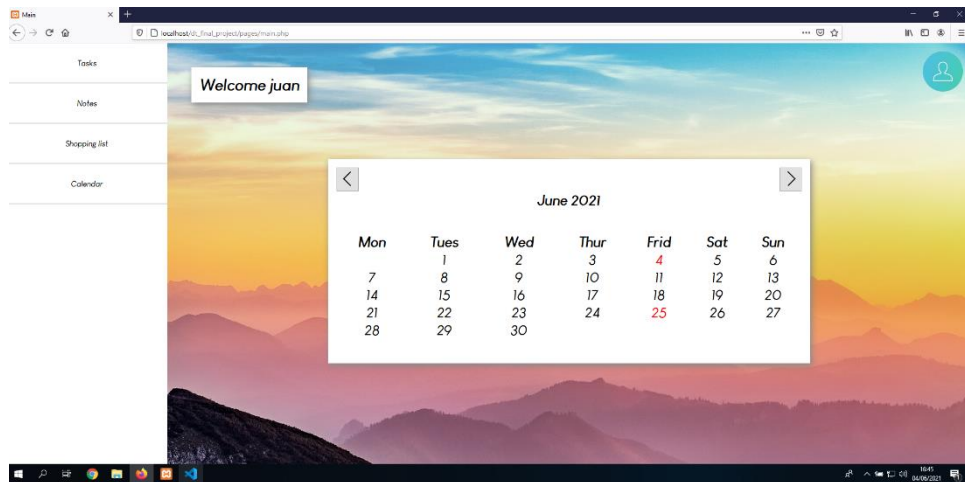 Main
localhost/dt_final_project/pages/main.php
Tasks
Notes
Shopping list
Calendar
Welcome juan
June 2021
Mon Tues Wed Thur Frid Sat Sun
1 2 3 4 5 6
7 8 9 10 11 12 13
14 15 16 17 18 19 20
21 22 23 24 25 26 27
28 29 30
16:45
04/06/2021